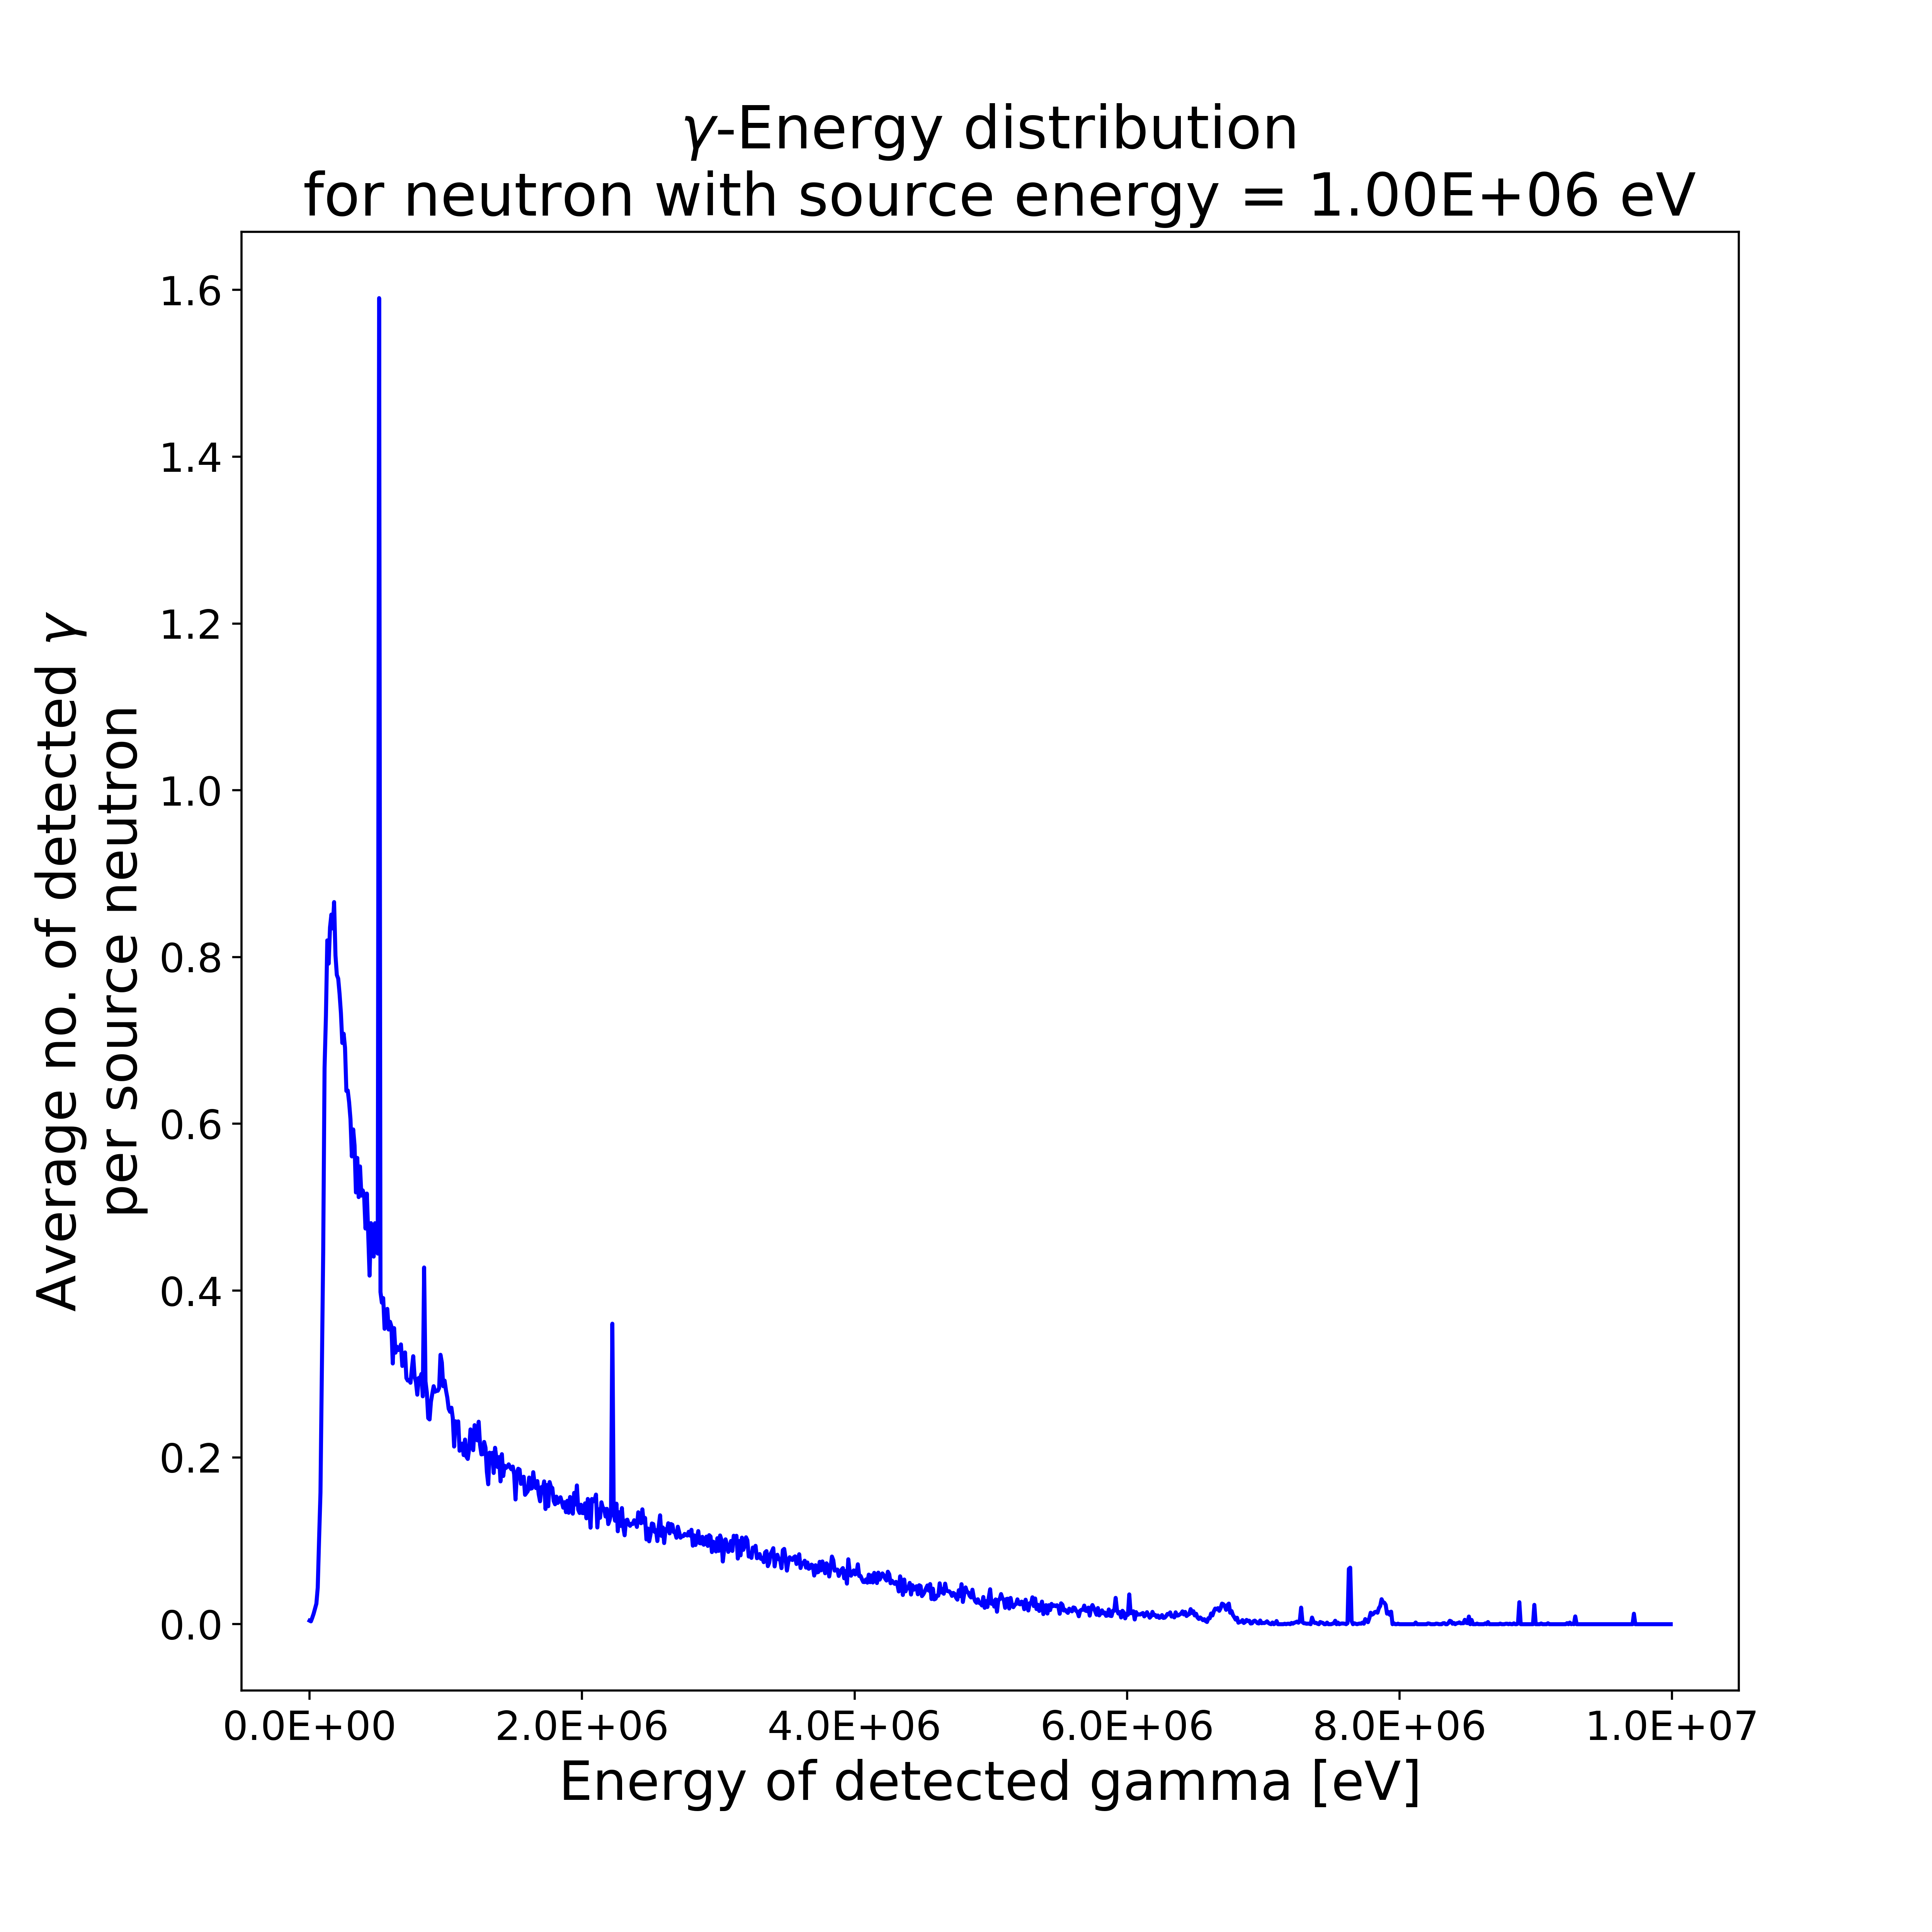 γ-Energy distribution
for neutron with source energy = 1.00E+06 eV
Average no. of detected γ
per source neutron
1.6
1.4
1.2
1.0
0.8
0.6
0.4
0.2
0.0
0.0E+00 2.0E+06 4.0E+06 6.0E+06 8.0E+06 1.0E+07
Energy of detected gamma [eV]